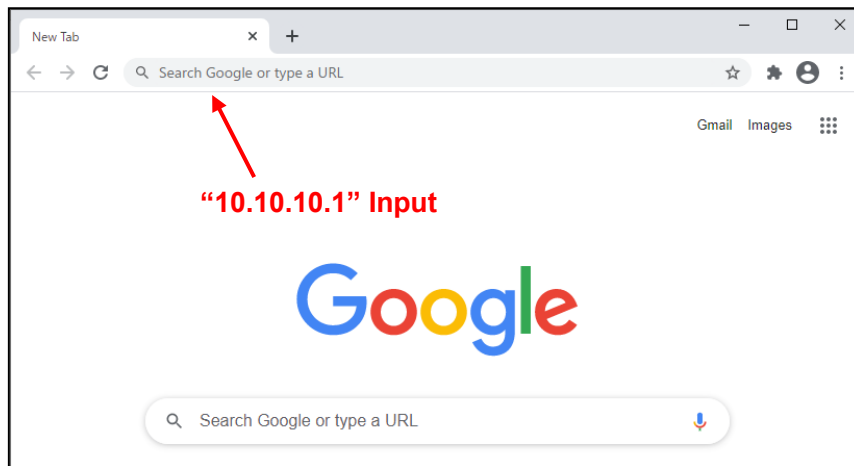 New Tab
Search Google or type a URL
Gmail Images
“10.10.10.1” Input
Google
Search Google or type a URL